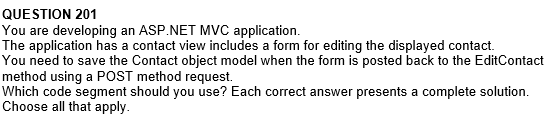 QUESTION 201
You are developing an ASP.NET MVC application.
The application has a contact view includes a form for editing the displayed contact.
You need to save the Contact object model when the form is posted back to the EditContact
method using a POST method request.
Which code segment should you use? Each correct answer presents a complete solution.
Choose all that apply.